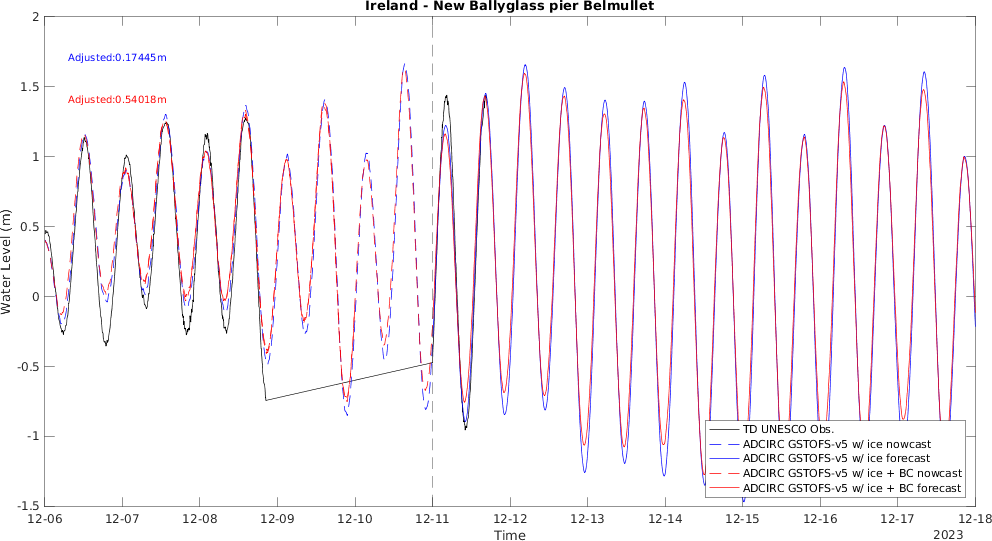 Ireland - New Ballyglass pier Belmullet
Adjusted:0.17445m
Adjusted:0.54018m
Water Level (m)
2
1.5
1
0.5
0
-0.5
-1
-1.5
TD UNESCO Obs.
ADCIRC GSTOFS-v5 w/ ice nowcast
ADCIRC GSTOFS-v5 w/ ice forecast
ADCIRC GSTOFS-v5 w/ ice + BC nowcast
ADCIRC GSTOFS-v5 w/ ice + BC forecast
12-06 12-07 12-08 12-09 12-10 12-11 12-12 12-13 12-14 12-15 12-16 12-17 12-18
Time
2023